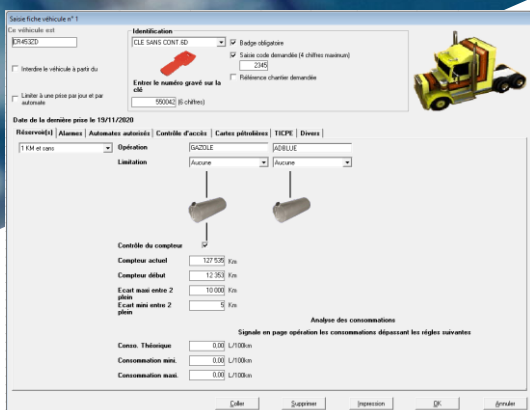 Saisie fiche véhicule n° 1
Ce véhicule est
CR453ZD
Interdire le véhicule à partir du
Limiter à une prise par jour et par automate
Identification
CLE SANS CONT.6D
Entrer le numéro gravé sur la clé
550042 (6 chiffres)
Badge obligatoire
Saisie code demandée (4 chiffres maximum)
2345
Référence chantier demandée
Date de la dernière prise le 19/11/2020
Réservoir(s) Alarmes Automates autorisés Contrôle d'accès Cartes pétrolières TICPE Divers
1 KM et sans
Opération GAZOLE ADBLUE
Limitation Aucune Aucune
Contrôle du compteur
Compteur actuel 127 535 Km
Compteur début 12 353 Km
Ecart maxi entre 2 plein 10 000 Km
Ecart mini entre 2 plein 5 Km
Analyse des consommations
Signale en page opération les consommations dépassant les règles suivantes
Conso. Théorique 0,00 L/100km
Consommation mini. 0,00 L/100km
Consommation maxi. 0,00 L/100km
Coller Supprimer Impression OK Annuler